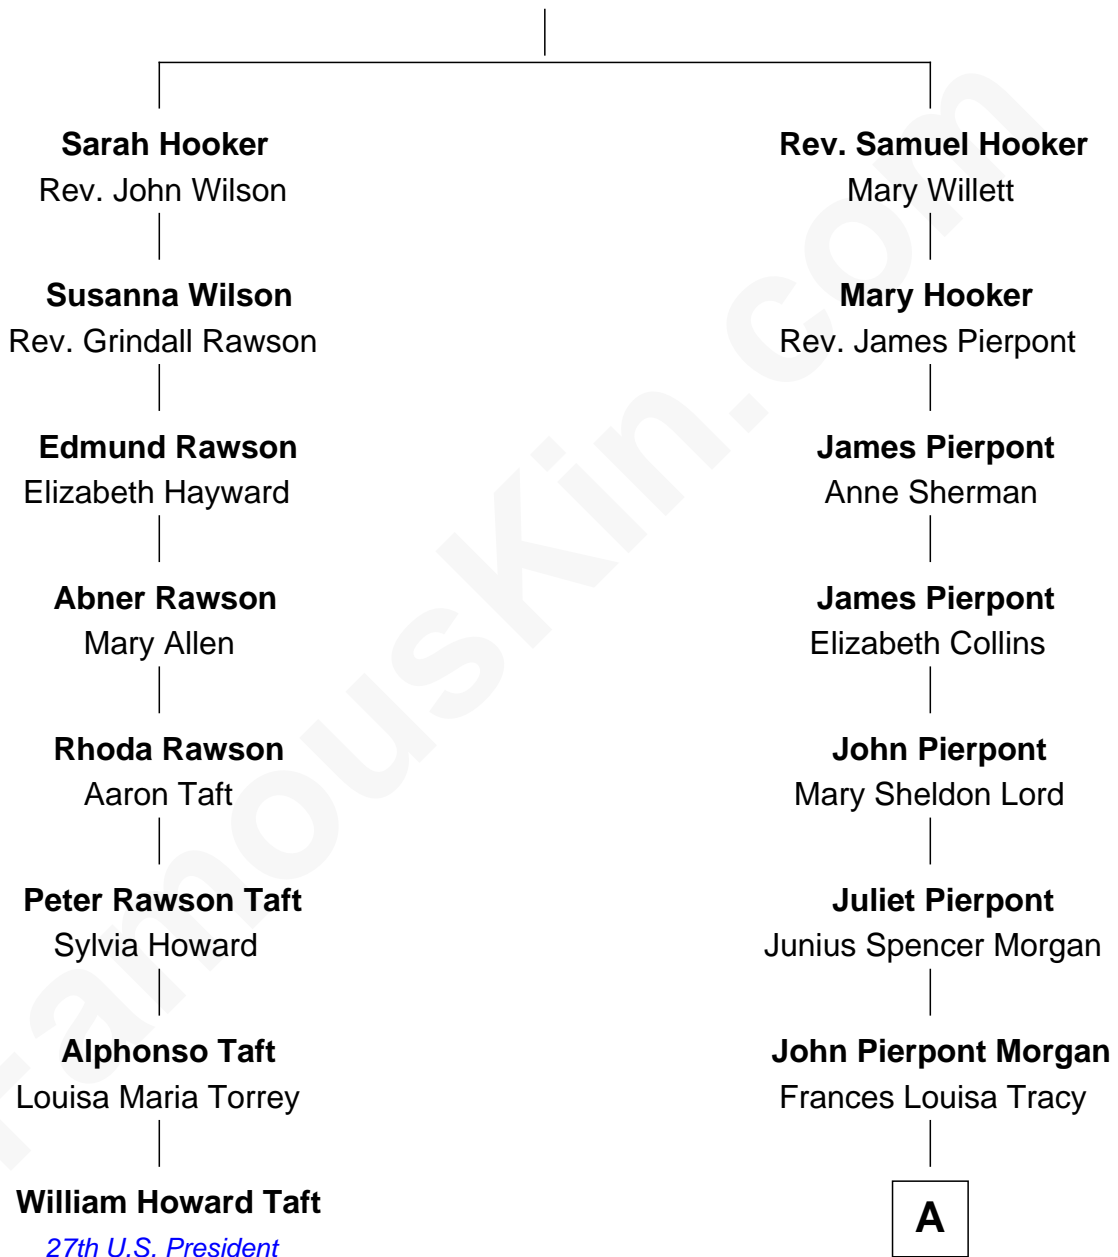 Sarah Hooker
Rev. John Wilson
Susanna Wilson
Rev. Grindall Rawson
Edmund Rawson
Elizabeth Hayward
Abner Rawson
Mary Allen
Rhoda Rawson
Aaron Taft
Peter Rawson Taft
Sylvia Howard
Alphonso Taft
Louisa Maria Torrey
William Howard Taft
27th U.S. President
Rev. Samuel Hooker
Mary Willett
Mary Hooker
Rev. James Pierpont
James Pierpont
Anne Sherman
James Pierpont
Elizabeth Collins
John Pierpont
Mary Sheldon Lord
Juliet Pierpont
Junius Spencer Morgan
John Pierpont Morgan
Frances Louisa Tracy
A
FamousKin.com